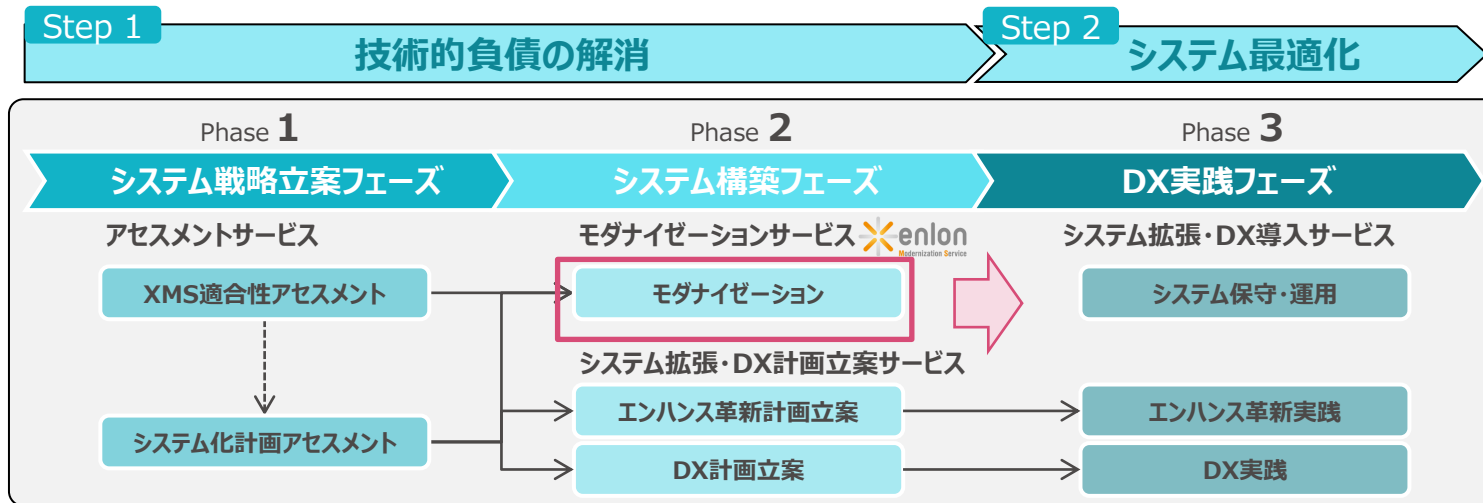 Step 1
技術的負債の解消
Step 2
システム最適化
Phase 1
Phase 2
Phase 3
システム戦略立案フェーズ
システム構築フェーズ
DX実践フェーズ
アセスメントサービス
モダナイゼーションサービス
enlon
Modernization Service
システム拡張・DX導入サービス
XMS適合性アセスメント
モダナイゼーション
システム保守・運用
システム拡張・DX計画立案サービス
エンハンス革新計画立案
エンハンス革新実践
システム化計画アセスメント
DX計画立案
DX実践